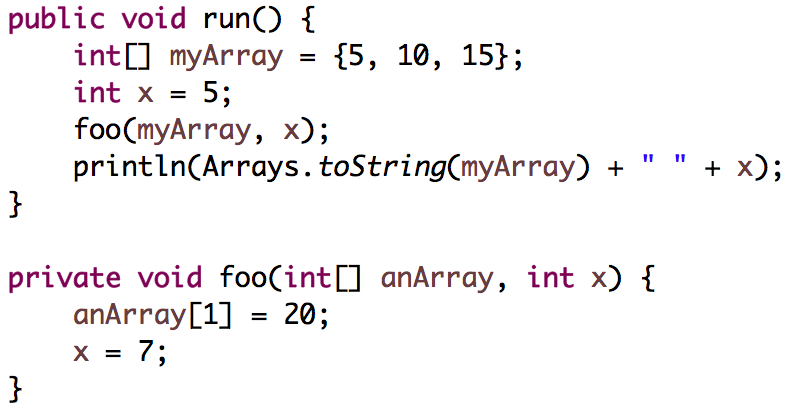 public void run() {
    int[] myArray = {5, 10, 15};
    int x = 5;
    foo(myArray, x);
    println(Arrays.toString(myArray) + " " + x);
}

private void foo(int[] anArray, int x) {
    anArray[1] = 20;
    x = 7;
}